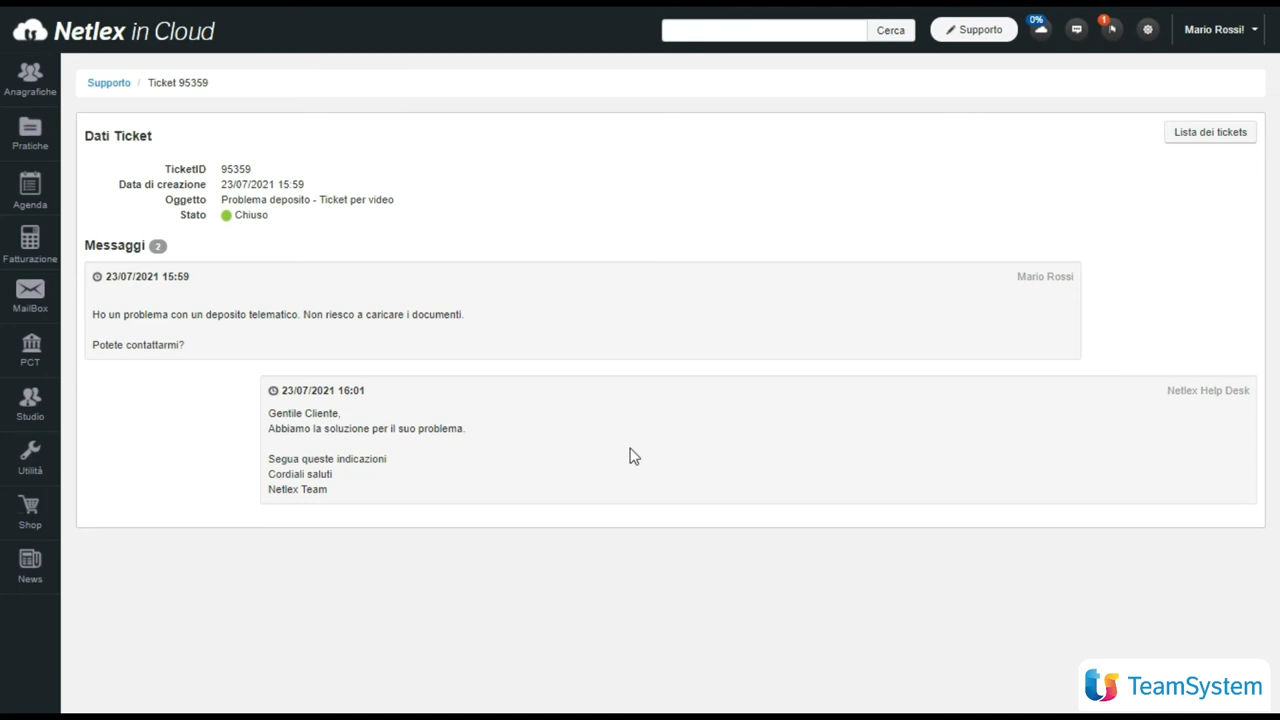 Netlex in Cloud
Cerca
Supporto
0%
1
Mario Rossi!
Anagrafiche
Pratiche
Agenda
Fatturazione
MailBox
PCT
Studio
Utilità
Shop
News
Supporto / Ticket 95359
Dati Ticket
Lista dei tickets
TicketID 95359
Data di creazione 23/07/2021 15:59
Oggetto Problema deposito - Ticket per video
Stato Chiuso
Messaggi 2
23/07/2021 15:59 Mario Rossi
Ho un problema con un deposito telematico. Non riesco a caricare i documenti.
Potete contattarmi?
23/07/2021 16:01 Netlex Help Desk
Gentile Cliente,
Abbiamo la soluzione per il suo problema.
Segua queste indicazioni
Cordiali saluti
Netlex Team
TeamSystem